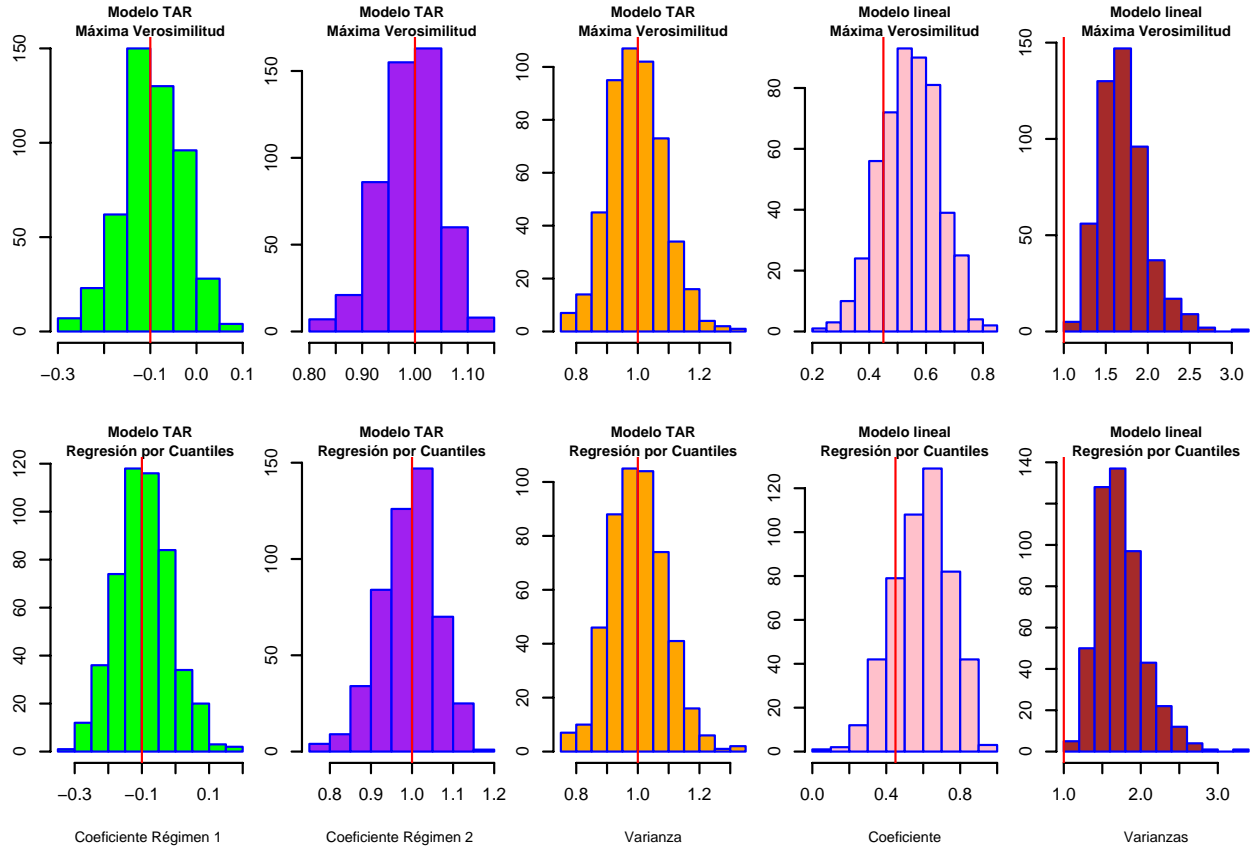 Modelo TAR
Máxima Verosimilitud
0 50 100 150
−0.3 −0.1 0.0 0.1
Modelo TAR
Máxima Verosimilitud
0 50 100 150
0.80 0.90 1.00 1.10
Modelo TAR
Máxima Verosimilitud
0 20 40 60 80 100
0.8 1.0 1.2
Modelo lineal
Máxima Verosimilitud
0 20 40 60 80
0.2 0.4 0.6 0.8
Modelo lineal
Máxima Verosimilitud
0 50 100 150
1.0 1.5 2.0 2.5 3.0
Modelo TAR
Regresión por Cuantiles
0 20 40 60 80 100 120
−0.3 −0.1 0.1
Coeficiente Régimen 1
Modelo TAR
Regresión por Cuantiles
0 50 100 150
0.8 0.9 1.0 1.1 1.2
Coeficiente Régimen 2
Modelo TAR
Regresión por Cuantiles
0 20 40 60 80 100
0.8 1.0 1.2
Varianza
Modelo lineal
Regresión por Cuantiles
0 20 40 60 80 100 120
0.0 0.4 0.8
Coeficiente
Modelo lineal
Regresión por Cuantiles
0 20 40 60 80 100 140
1.0 2.0 3.0
Varianzas